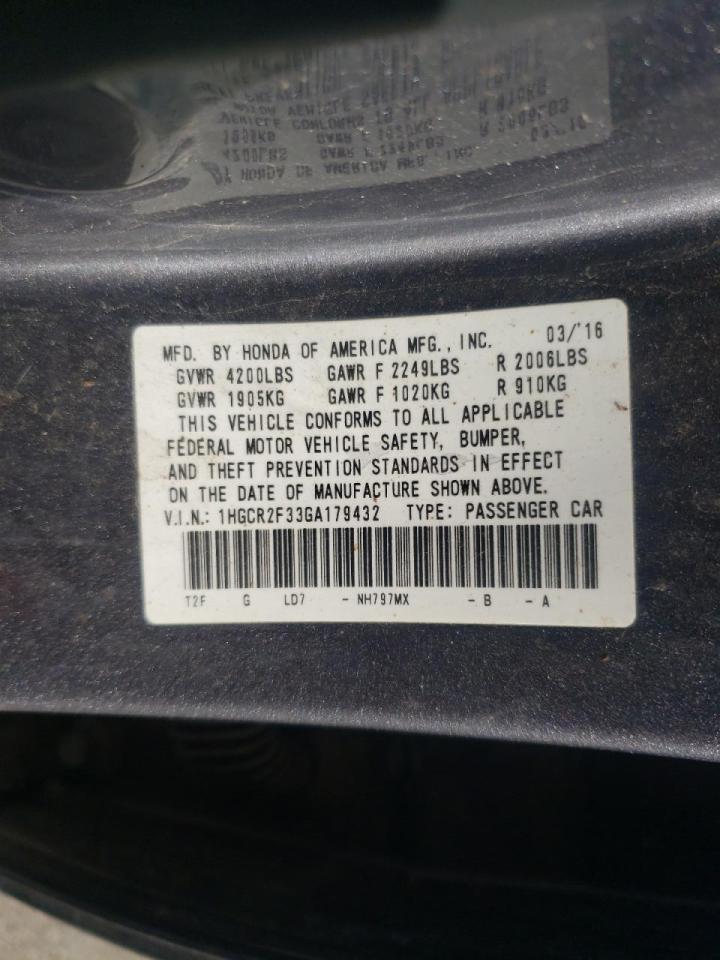 MFD. BY HONDA OF AMERICA MFG., INC. 03/'16
GVWR 4200LBS GAWR F 2249LBS R 2006LBS
GVWR 1905KG GAWR F 1020KG R 910KG
THIS VEHICLE CONFORMS TO ALL APPLICABLE
FEDERAL MOTOR VEHICLE SAFETY, BUMPER,
AND THEFT PREVENTION STANDARDS IN EFFECT
ON THE DATE OF MANUFACTURE SHOWN ABOVE.
V.I.N.: 1HGCR2F33GA179432 TYPE: PASSENGER CAR
T2F G LD7 - NH797MX - B - A